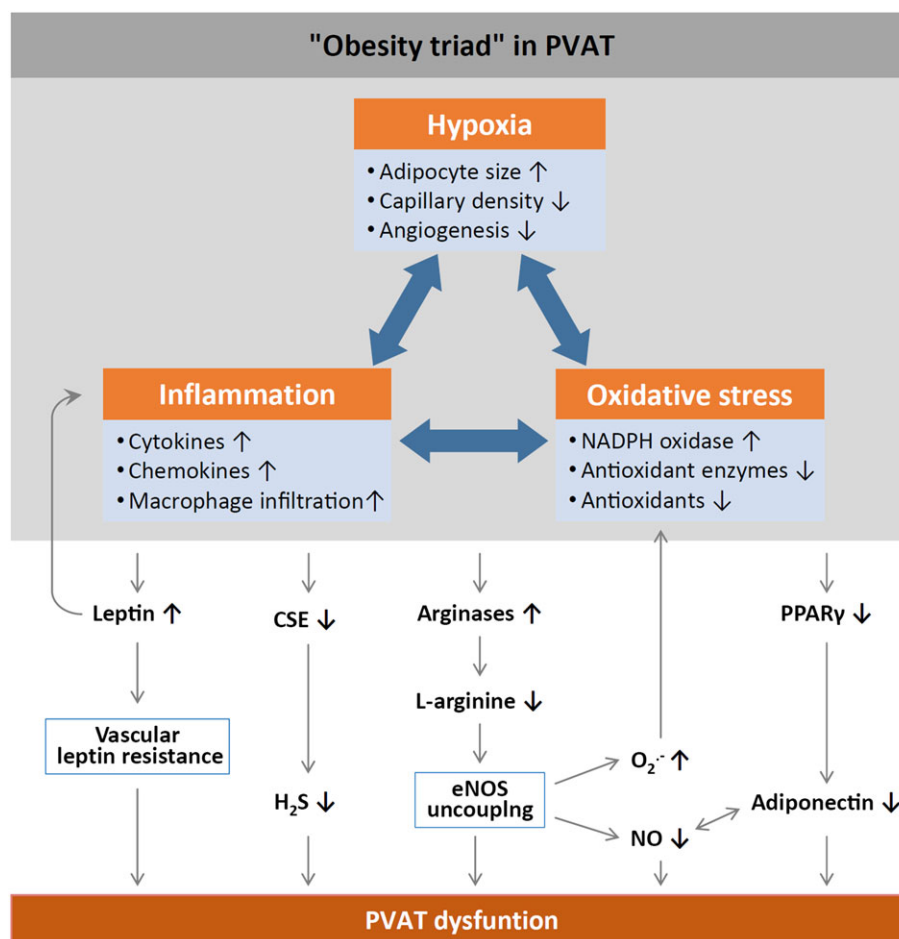 "Obesity triad" in PVAT
Hypoxia
• Adipocyte size ↑
• Capillary density ↓
• Angiogenesis ↓
Inflammation
• Cytokines ↑
• Chemokines ↑
• Macrophage infiltration↑
Oxidative stress
• NADPH oxidase ↑
• Antioxidant enzymes ↓
• Antioxidants ↓
Leptin ↑
CSE ↓
Arginases ↑
PPARγ ↓
L-arginine ↓
Vascular
leptin resistance
O₂·- ↑
eNOS
uncouplng
H₂S ↓
NO ↓
Adiponectin ↓
PVAT dysfuntion